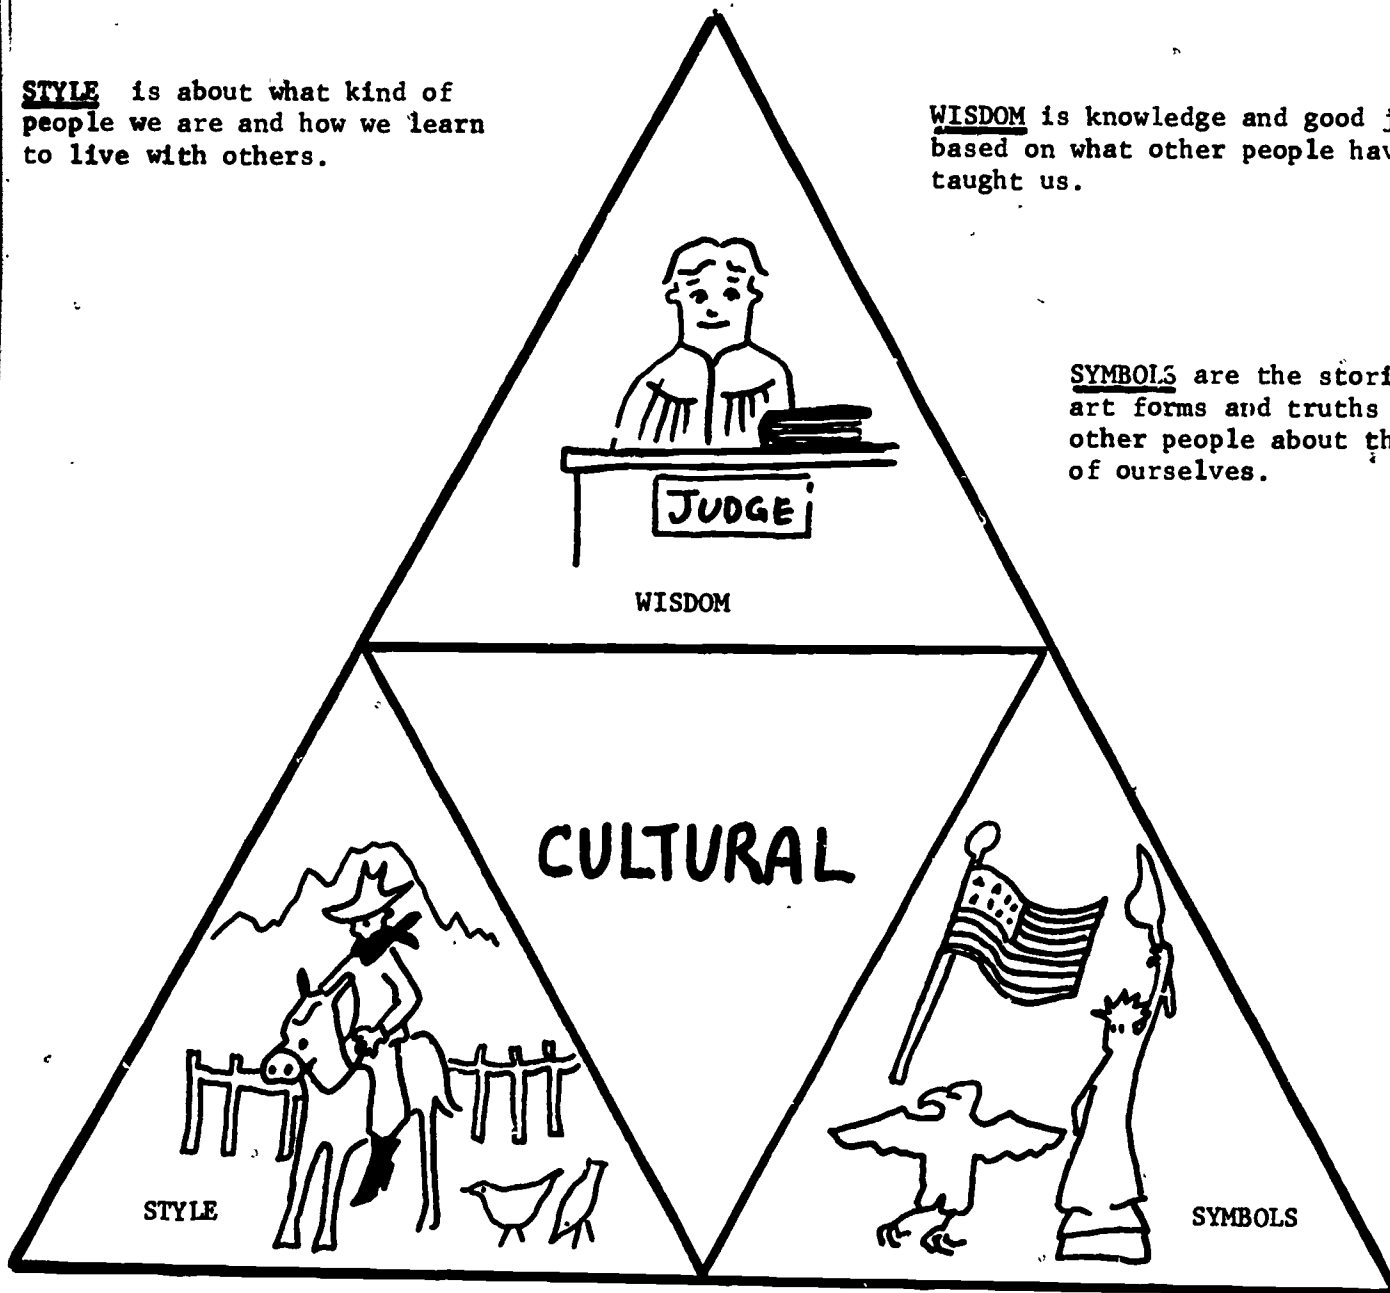 STYLE is about what kind of
people we are and how we learn
to live with others.
WISDOM is knowledge and good
based on what other people
taught us.
SYMBOLS are the
art forms and truths
other people about
of ourselves.
JUDGE
WISDOM
CULTURAL
STYLE
SYMBOLS